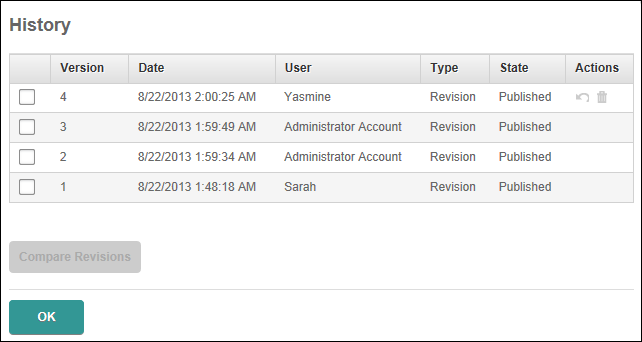 History
Version Date User Type State Actions
4 8/22/2013 2:00:25 AM Yasmine Revision Published
3 8/22/2013 1:59:49 AM Administrator Account Revision Published
2 8/22/2013 1:59:34 AM Administrator Account Revision Published
1 8/22/2013 1:48:18 AM Sarah Revision Published
Compare Revisions
OK